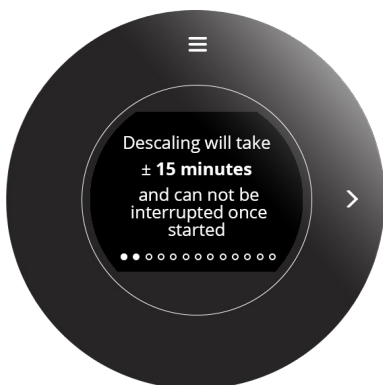 Descaling will take
± 15 minutes
and can not be
interrupted once
started